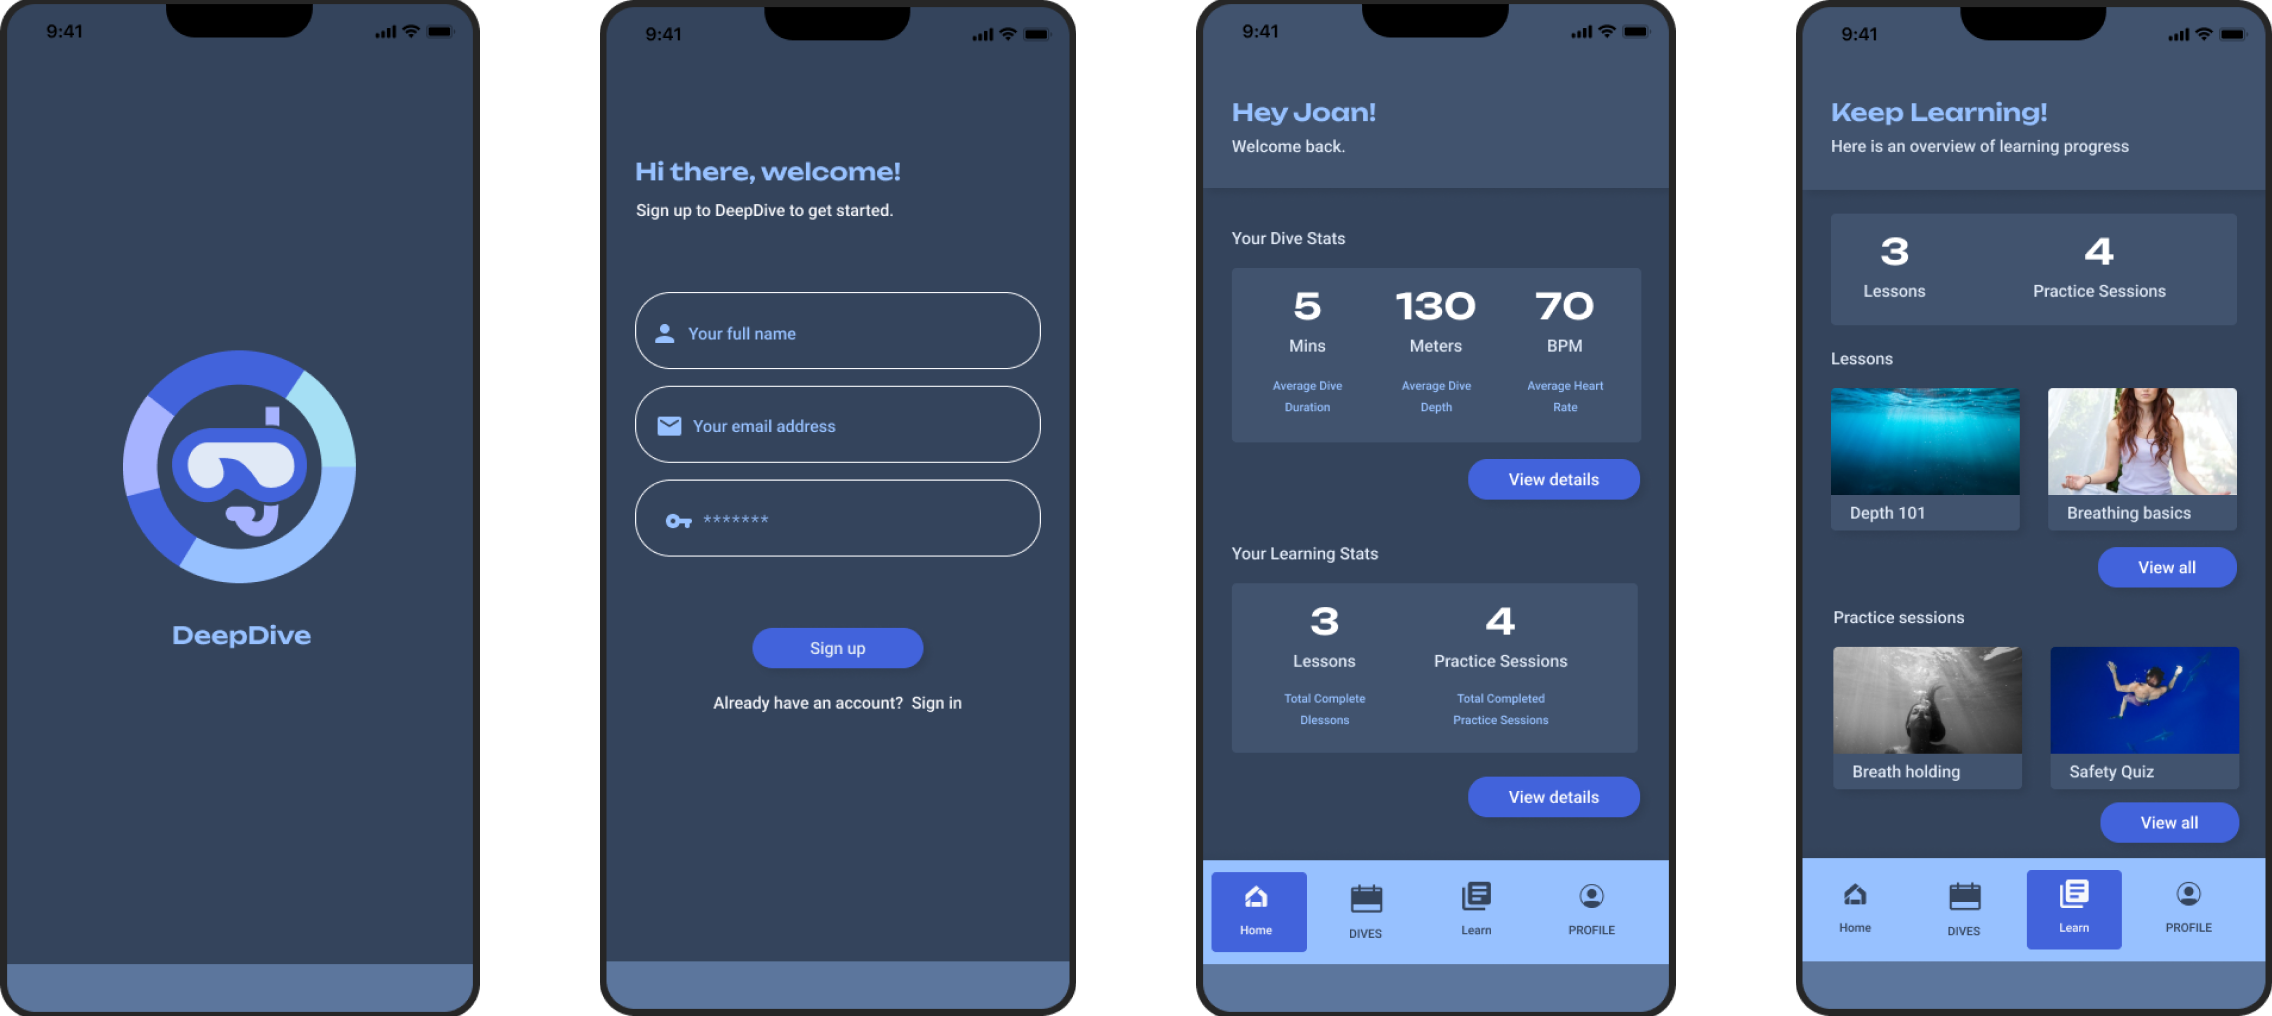 9:41
DeepDive
9:41
Hi there, welcome!
Sign up to DeepDive to get started.
Your full name
Your email address
*******
Sign up
Already have an account? Sign in
9:41
Hey Joan!
Welcome back.
Your Dive Stats
5 130 70
Mins Meters BPM
Average Dive Average Dive Average Heart
Duration Depth Rate
View details
Your Learning Stats
3 4
Lessons Practice Sessions
Total Complete Total Completed
Dlessons Practice Sessions
View details
Home DIVES Learn PROFILE
9:41
Keep Learning!
Here is an overview of learning progress
3 4
Lessons Practice Sessions
Lessons
Depth 101 Breathing basics
View all
Practice sessions
Breath holding Safety Quiz
View all
Home DIVES Learn PROFILE